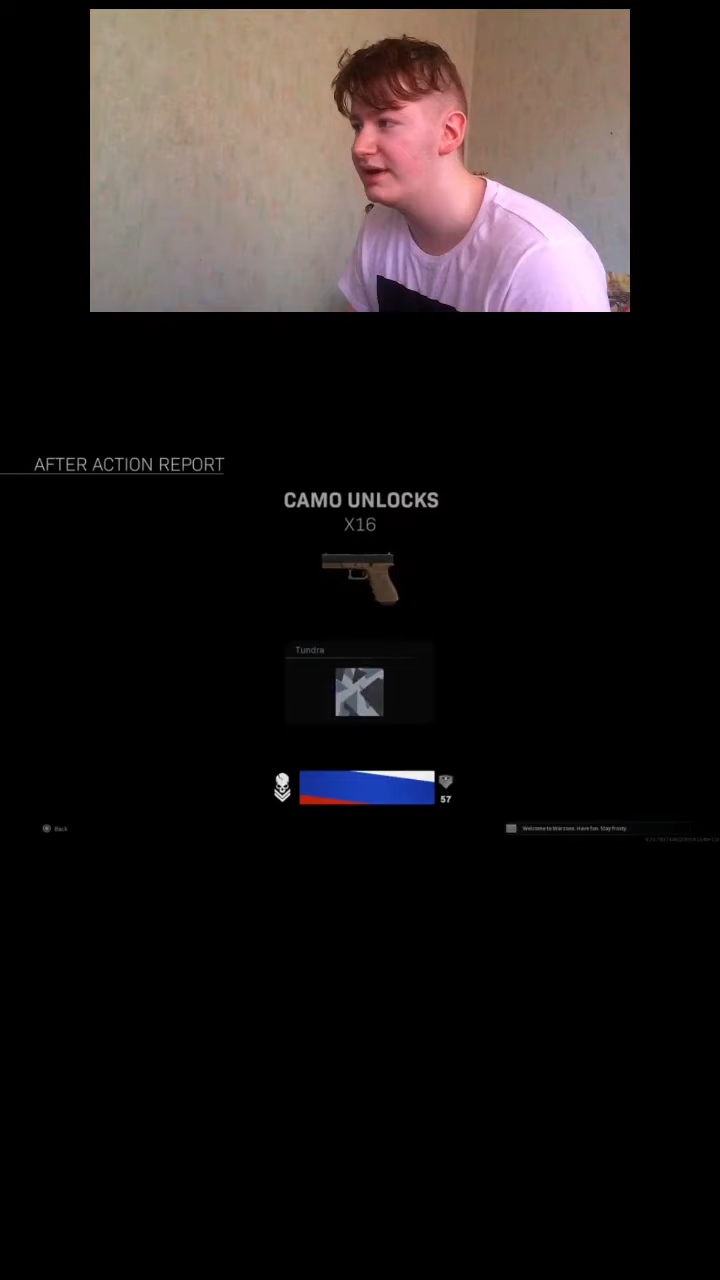 AFTER ACTION REPORT
CAMO UNLOCKS
X16
Tundra
57
Back
Welcome to Warzone. Have fun. Stay frosty.